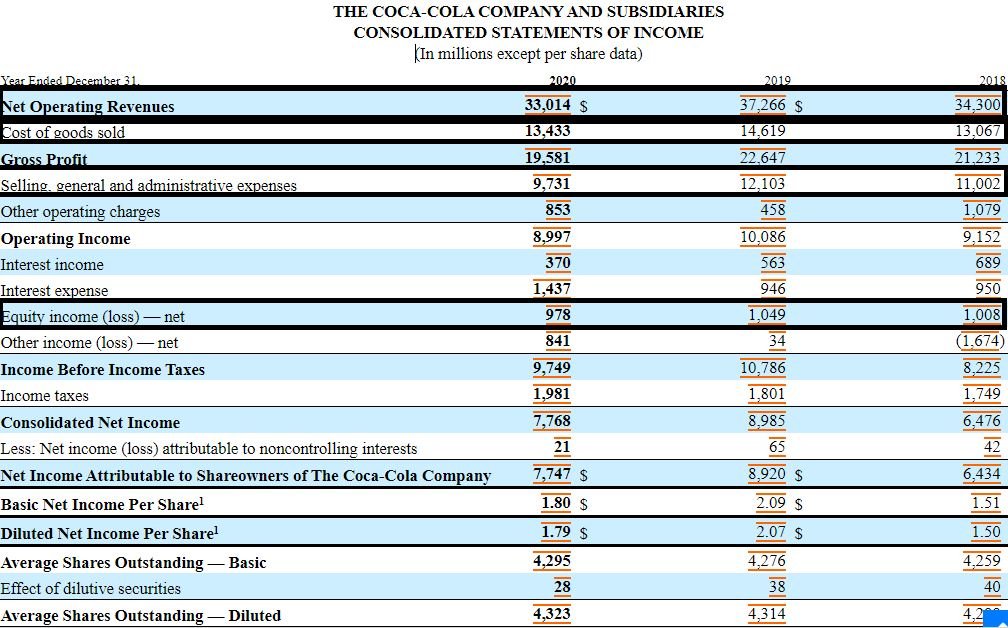 THE COCA-COLA COMPANY AND SUBSIDIARIES
CONSOLIDATED STATEMENTS OF INCOME
(In millions except per share data)
Year Ended December 31, 2020 2019 2018
Net Operating Revenues 33,014 $ 37,266 $ 34,300
Cost of goods sold 13,433 14,619 13,067
Gross Profit 19,581 22,647 21,233
Selling, general and administrative expenses 9,731 12,103 11,002
Other operating charges 853 458 1,079
Operating Income 8,997 10,086 9,152
Interest income 370 563 689
Interest expense 1,437 946 950
Equity income (loss) — net 978 1,049 1,008
Other income (loss) — net 841 34 (1,674)
Income Before Income Taxes 9,749 10,786 8,225
Income taxes 1,981 1,801 1,749
Consolidated Net Income 7,768 8,985 6,476
Less: Net income (loss) attributable to noncontrolling interests 21 65 42
Net Income Attributable to Shareowners of The Coca-Cola Company 7,747 $ 8,920 $ 6,434
Basic Net Income Per Share¹ 1.80 $ 2.09 $ 1.51
Diluted Net Income Per Share¹ 1.79 $ 2.07 $ 1.50
Average Shares Outstanding — Basic 4,295 4,276 4,259
Effect of dilutive securities 28 38 40
Average Shares Outstanding — Diluted 4,323 4,314